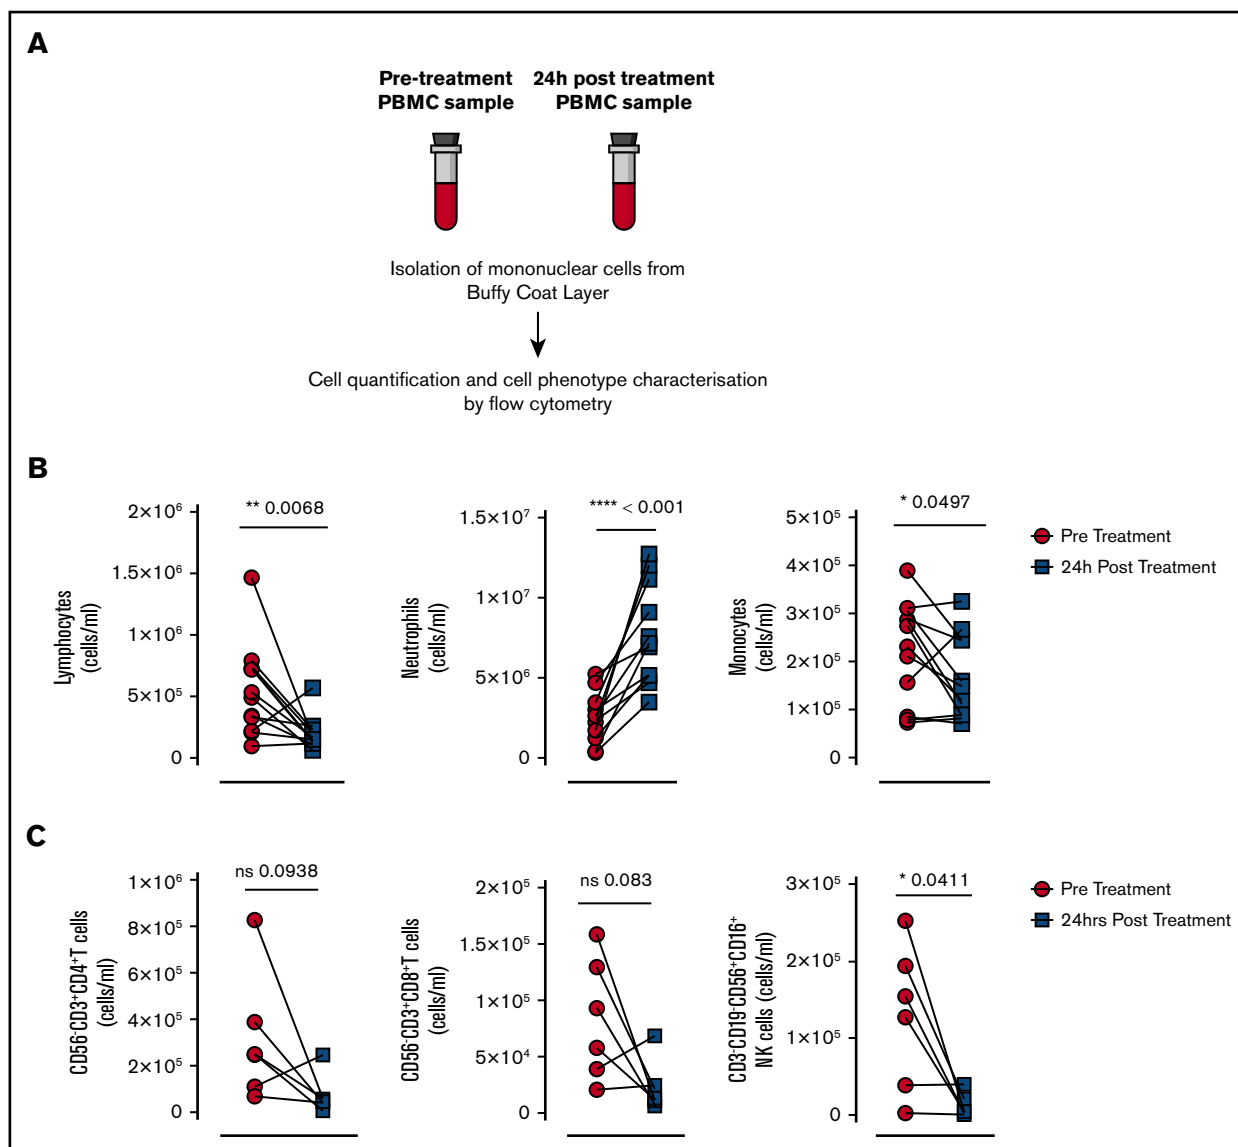 A
Pre-treatment
PBMC sample
24h post treatment
PBMC sample
Isolation of mononuclear cells from
Buffy Coat Layer
Cell quantification and cell phenotype characterisation
by flow cytometry
B
Lymphocytes
(cells/ml)
2×10⁶
1.5×10⁶
1×10⁶
5×10⁵
0
** 0.0068
Neutrophils
(cells/ml)
1.5×10⁷
1×10⁷
5×10⁶
0
**** < 0.001
Monocytes
(cells/ml)
5×10⁵
4×10⁵
3×10⁵
2×10⁵
1×10⁵
0
* 0.0497
Pre Treatment
24h Post Treatment
C
CD56⁻CD3⁺CD4⁺T cells
(cells/ml)
1×10⁶
8×10⁵
6×10⁵
4×10⁵
2×10⁵
0
ns 0.0938
CD56⁻CD3⁺CD8⁺T cells
(cells/ml)
2×10⁵
1.5×10⁵
1×10⁵
5×10⁴
0
ns 0.083
CD3⁻CD19⁻CD56⁺CD16⁺
NK cells (cells/ml)
3×10⁵
2×10⁵
1×10⁵
0
* 0.0411
Pre Treatment
24hrs Post Treatment